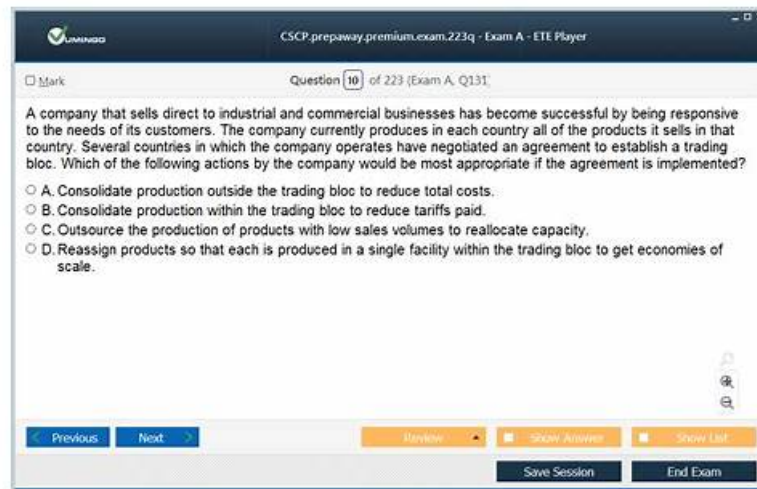 VUMINGO
CSCP.prepaway.premium.exam.223q - Exam A - ETE Player
Mark
Question 10 of 223 (Exam A, Q131)
A company that sells direct to industrial and commercial businesses has become successful by being responsive
to the needs of its customers. The company currently produces in each country all of the products it sells in that
country. Several countries in which the company operates have negotiated an agreement to establish a trading
bloc. Which of the following actions by the company would be most appropriate if the agreement is implemented?
A. Consolidate production outside the trading bloc to reduce total costs.
B. Consolidate production within the trading bloc to reduce tariffs paid.
C. Outsource the production of products with low sales volumes to reallocate capacity.
D. Reassign products so that each is produced in a single facility within the trading bloc to get economies of
scale.
Previous Next Review Show Answer Show List
Save Session End Exam